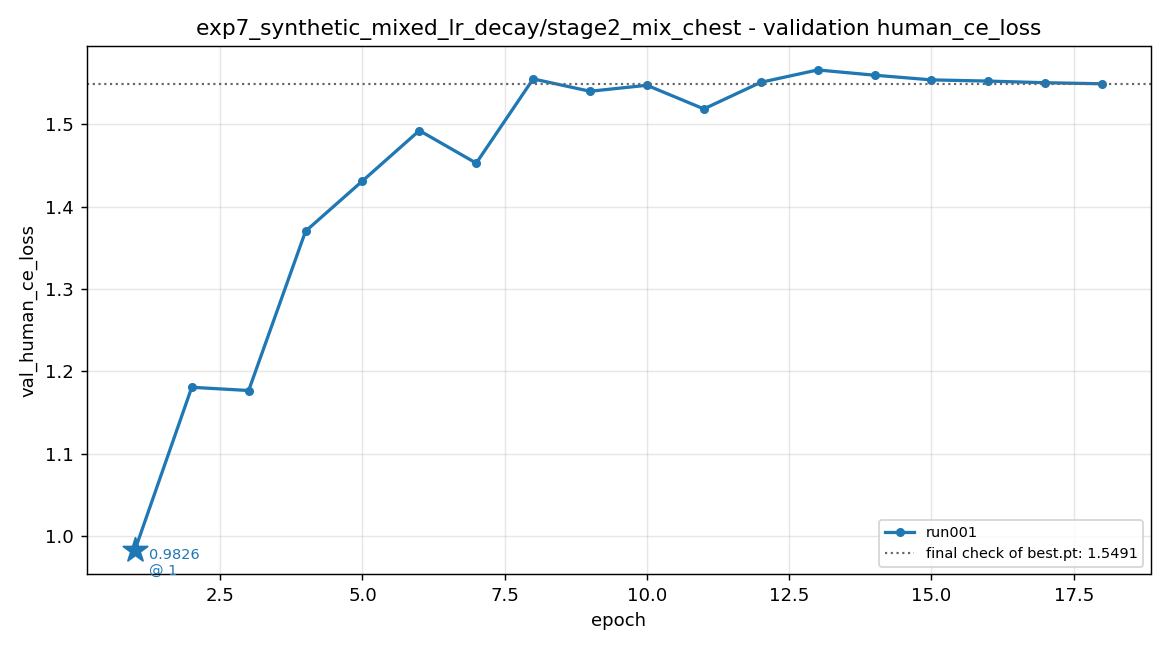 exp7_synthetic_mixed_lr_decay/stage2_mix_chest - validation human_ce_loss
val_human_ce_loss
1.5
1.4
1.3
1.2
1.1
1.0
0.9826
@ 1
run001
final check of best.pt: 1.5491
2.5 5.0 7.5 10.0 12.5 15.0 17.5
epoch